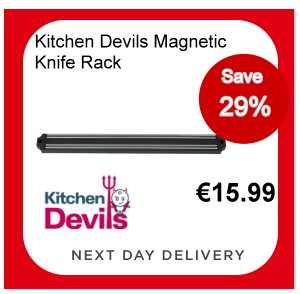 Kitchen Devils Magnetic
Knife Rack
Save
29%
Kitchen
Devils
€15.99
NEXT DAY DELIVERY